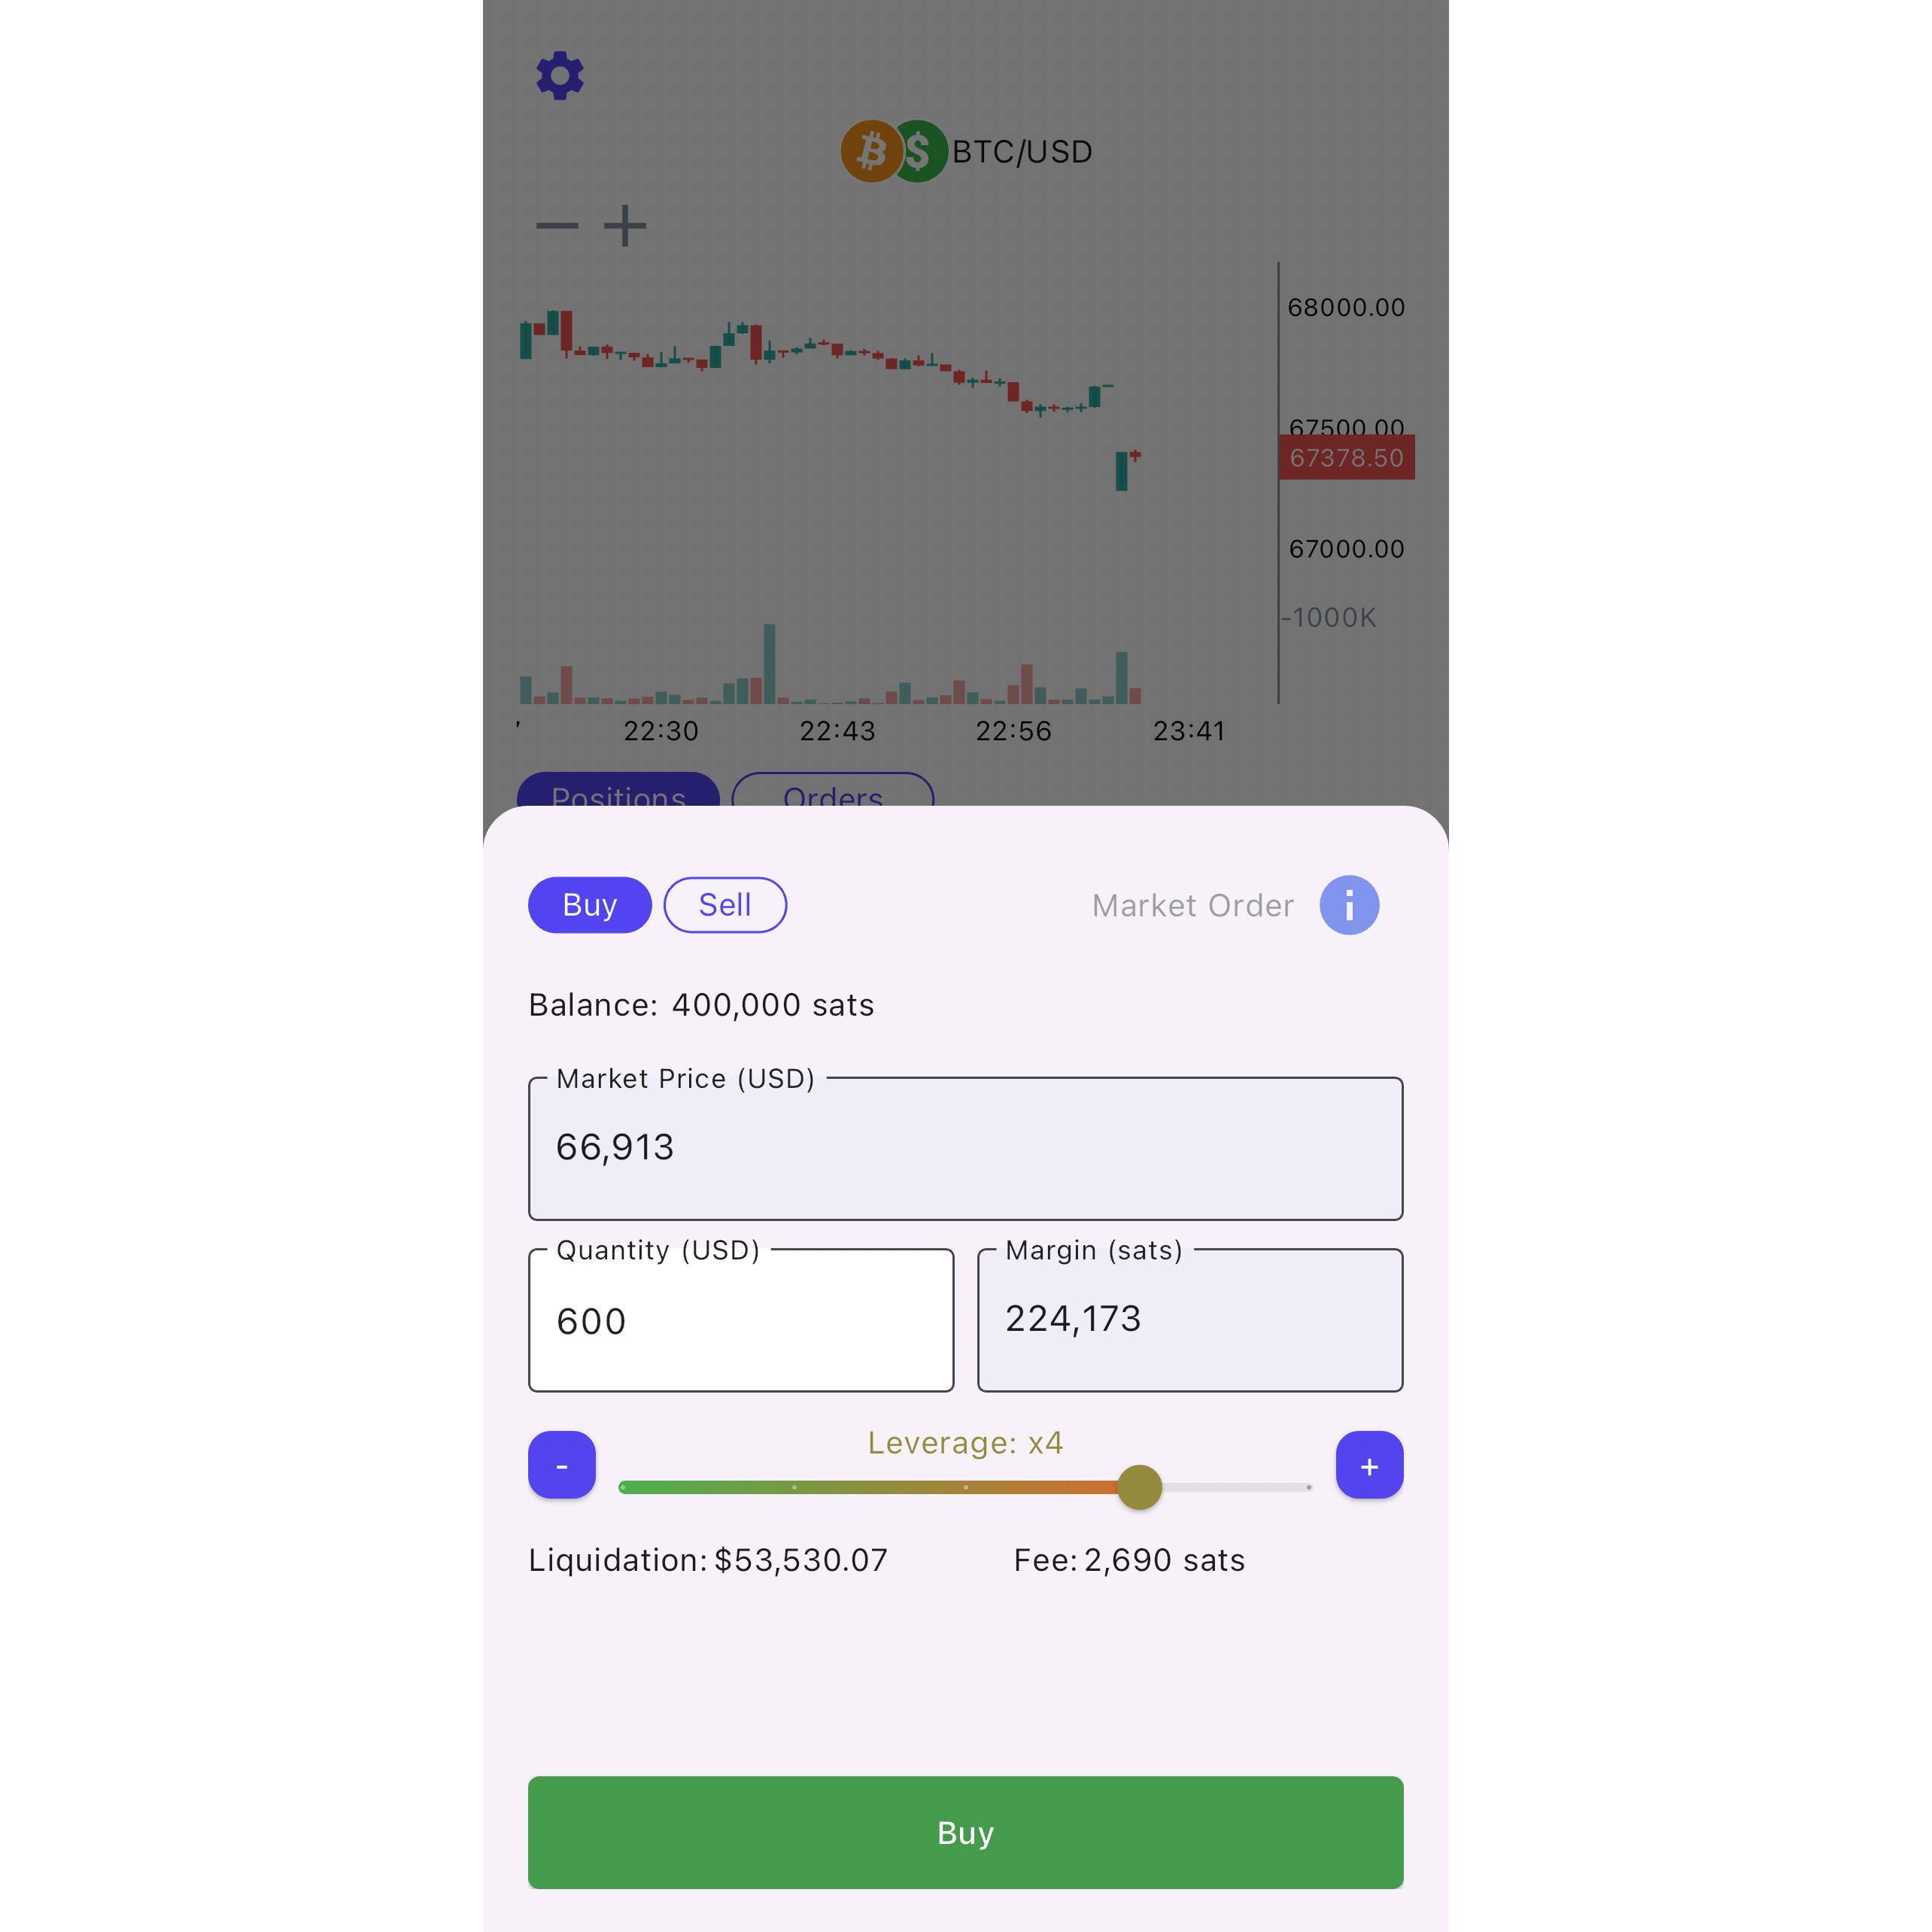 BTC/USD
68000.00
67500.00
67378.50
67000.00
-1000K
22:30 22:43 22:56 23:41
Positions Orders
Buy Sell Market Order
Balance: 400,000 sats
Market Price (USD)
66,913
Quantity (USD) Margin (sats)
600 224,173
Leverage: x4
- +
Liquidation: $53,530.07 Fee: 2,690 sats
Buy